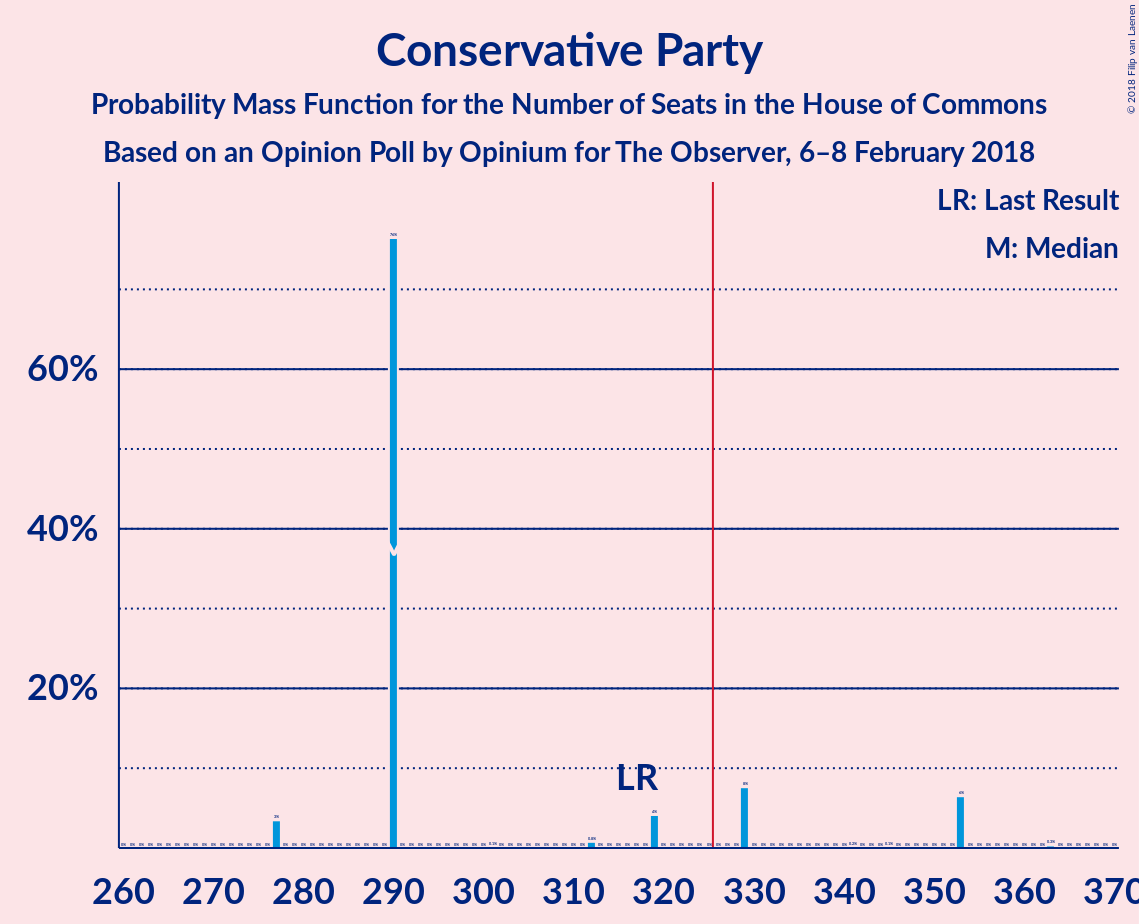 Conservative Party
Probability Mass Function for the Number of Seats in the House of Commons
Based on an Opinion Poll by Opinium for The Observer, 6–8 February 2018
© 2018 Filip van Laenen
LR: Last Result
M: Median
60%
40%
20%
LR
260 270 280 290 300 310 320 330 340 350 360 370